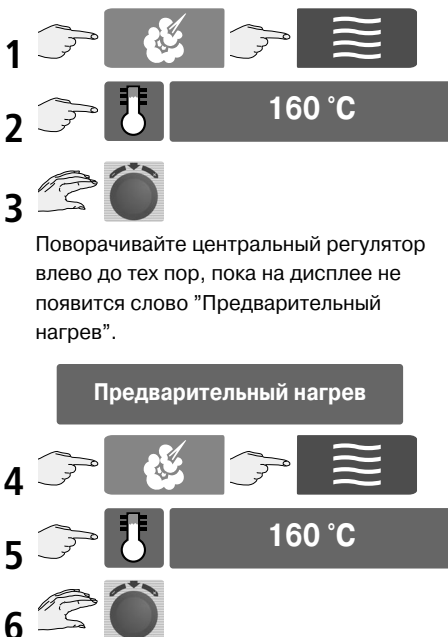 1
2 160 °C
3
Поворачивайте центральный регулятор
влево до тех пор, пока на дисплее не
появится слово ”Предварительный
нагрев”.
Предварительный нагрев
4
5 160 °C
6